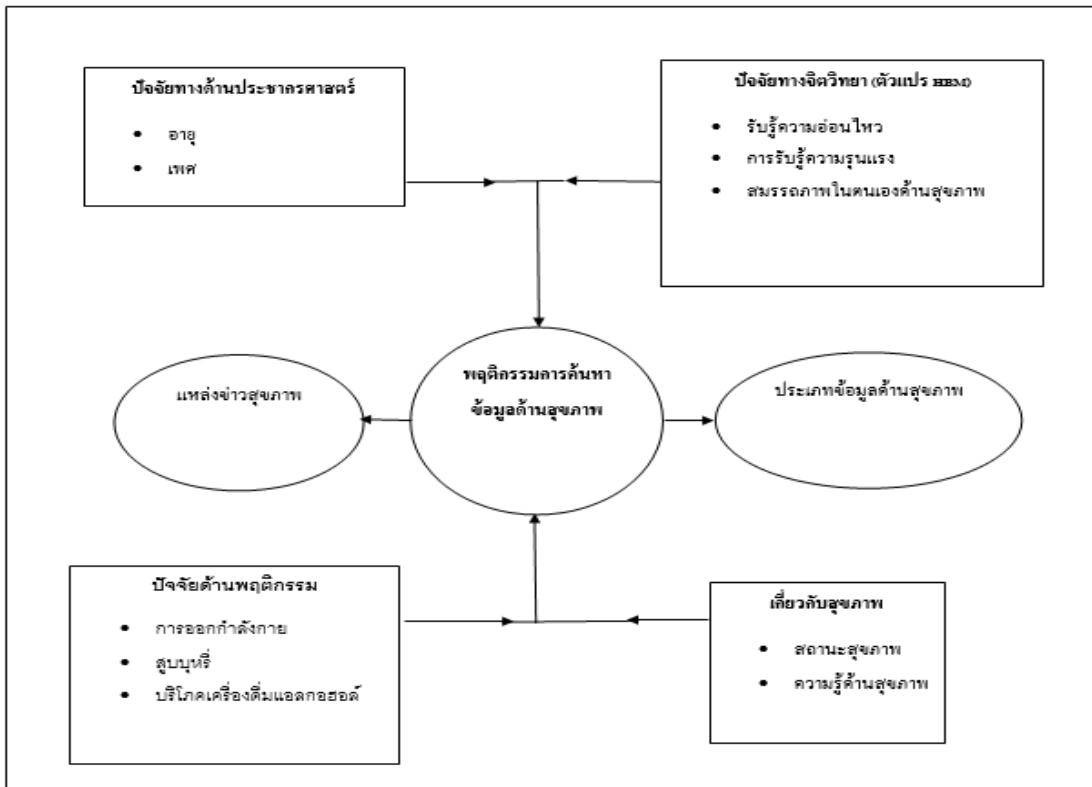 ปัจจัยทางด้านประชากรศาสตร์
• อายุ
• เพศ
ปัจจัยทางจิตวิทยา (ตัวแปร HBM)
• รับรู้ความอ่อนไหว
• การรับรู้ความรุนแรง
• สมรรถภาพในตนเองด้านสุขภาพ
แหล่งข่าวสุขภาพ
พฤติกรรมการค้นหา
ข้อมูลด้านสุขภาพ
ประเภทข้อมูลด้านสุขภาพ
ปัจจัยด้านพฤติกรรม
• การออกกำลังกาย
• สูบบุหรี่
• บริโภคเครื่องดื่มแอลกอฮอล์
เกี่ยวกับสุขภาพ
• สถานะสุขภาพ
• ความรู้ด้านสุขภาพ